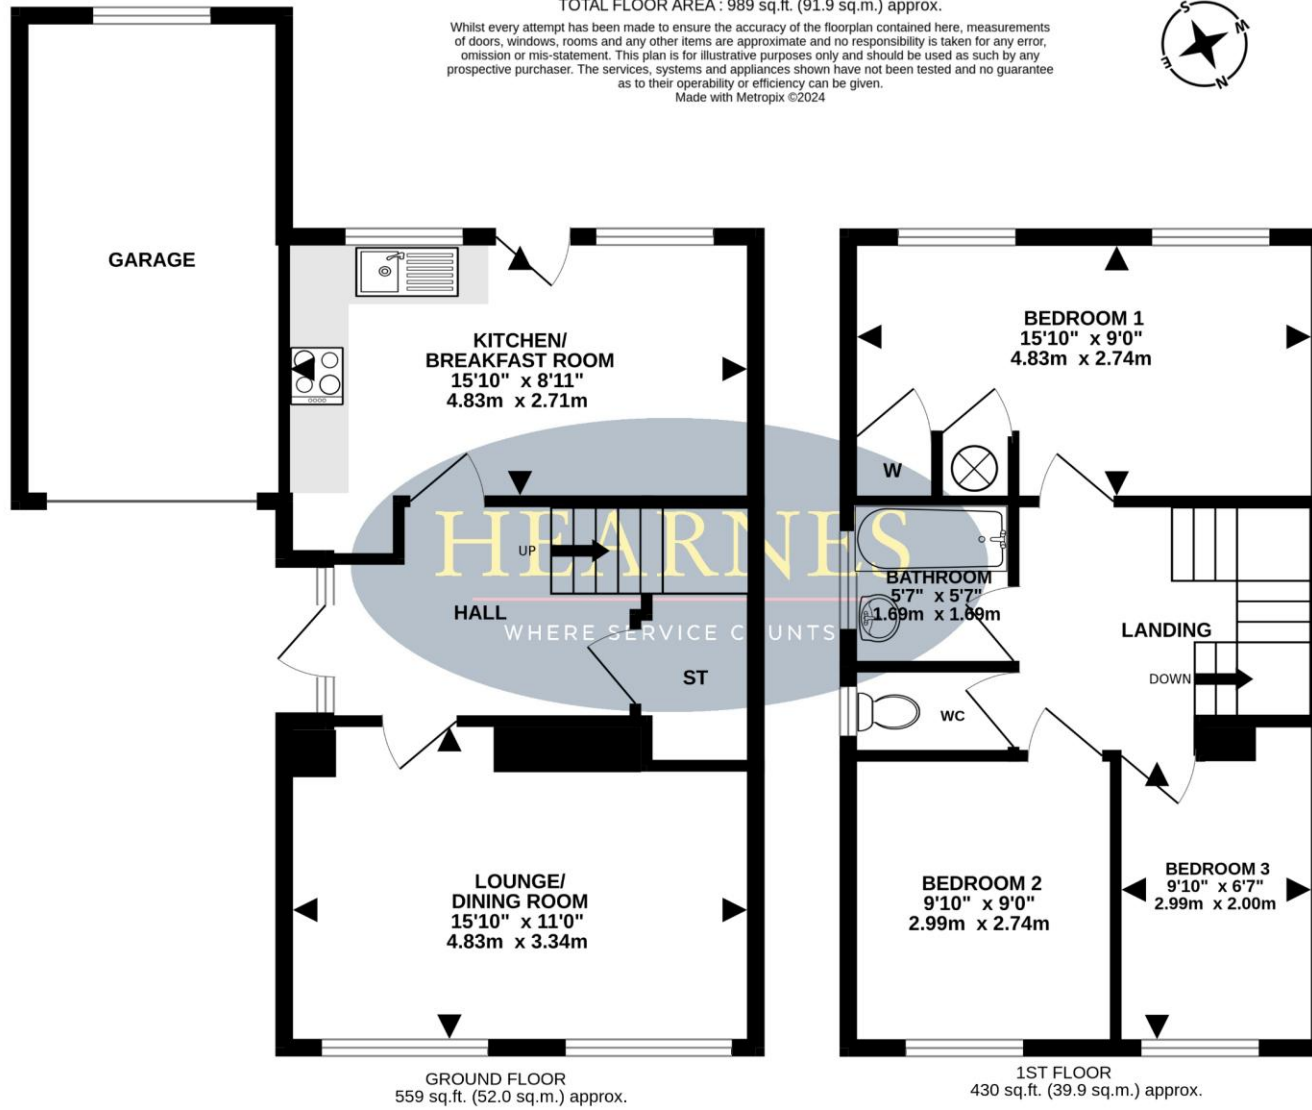 TOTAL FLOOR AREA : 989 sq.ft. (91.9 sq.m.) approx.
Whilst every attempt has been made to ensure the accuracy of the floorplan contained here, measurements
of doors, windows, rooms and any other items are approximate and no responsibility is taken for any error,
omission or mis-statement. This plan is for illustrative purposes only and should be used as such by any
prospective purchaser. The services, systems and appliances shown have not been tested and no guarantee
as to their operability or efficiency can be given.
Made with Metropix ©2024
S
W
E
N
GARAGE
KITCHEN/
BREAKFAST ROOM
15'10" x 8'11"
4.83m x 2.71m
BEDROOM 1
15'10" x 9'0"
4.83m x 2.74m
W
HEARNES
WHERE SERVICE COUNTS
UP
HALL
ST
BATHROOM
5'7" x 5'7"
1.69m x 1.69m
LANDING
DOWN
WC
LOUNGE/
DINING ROOM
15'10" x 11'0"
4.83m x 3.34m
BEDROOM 2
9'10" x 9'0"
2.99m x 2.74m
BEDROOM 3
9'10" x 6'7"
2.99m x 2.00m
GROUND FLOOR
559 sq.ft. (52.0 sq.m.) approx.
1ST FLOOR
430 sq.ft. (39.9 sq.m.) approx.